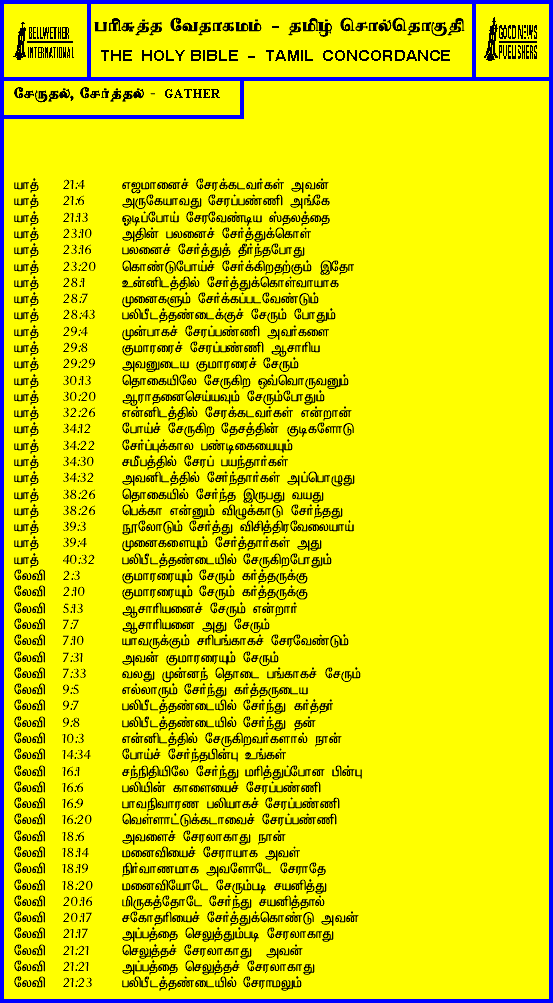 BELLWETHER
INTERNATIONAL
பரிசுத்த வேதாகமம் - தமிழ் சொல்தொகுதி
THE HOLY BIBLE - TAMIL CONCORDANCE
GOOD NEWS
PUBLISHERS
சேருதல், சேர்த்தல் - GATHER
யாத் 21:4 எஜமானைச் சேரக்கடவர்கள் அவன்
யாத் 21:6 அருகேயாவது சேரப்பண்ணி அங்கே
யாத் 21:13 ஓடிப்போய் சேரவேண்டிய ஸ்தலத்தை
யாத் 23:10 அதின் பலனைச் சேர்த்துக்கொள்
யாத் 23:16 பலனைச் சேர்த்துத் தீர்ந்தபோது
யாத் 23:20 கொண்டுபோய்ச் சேர்க்கிறதற்கும் இதோ
யாத் 28:1 உன்னிடத்தில் சேர்த்துக்கொள்வாயாக
யாத் 28:7 முனைகளும் சேர்க்கப்படவேண்டும்
யாத் 28:43 பலிபீடத்தண்டைக்குச் சேரும் போதும்
யாத் 29:4 முன்பாகச் சேரப்பண்ணி அவர்களை
யாத் 29:8 குமாரரைச் சேரப்பண்ணி ஆசாரிய
யாத் 29:29 அவனுடைய குமாரரைச் சேரும்
யாத் 30:13 தொகையிலே சேருகிற ஒவ்வொருவனும்
யாத் 30:20 ஆராதனைசெய்யவும் சேரும்போதும்
யாத் 32:26 என்னிடத்தில் சேரக்கடவர்கள் என்றான்
யாத் 34:12 போய்ச் சேருகிற தேசத்தின் குடிகளோடு
யாத் 34:22 சேர்ப்புக்கால பண்டிகையையும்
யாத் 34:30 சமீபத்தில் சேரப் பயந்தார்கள்
யாத் 34:32 அவனிடத்தில் சேர்ந்தார்கள் அப்பொழுது
யாத் 38:26 தொகையில் சேர்ந்த இருபது வயது
யாத் 38:26 பெக்கா என்னும் விழுக்காடு சேர்ந்தது
யாத் 39:3 நூலோடும் சேர்த்து விசித்திரவேலையாய்
யாத் 39:4 முனைகளையும் சேர்த்தார்கள் அது
யாத் 40:32 பலிபீடத்தண்டையில் சேருகிறபோதும்
லேவி 2:3 குமாரரையும் சேரும் கர்த்தருக்கு
லேவி 2:10 குமாரரையும் சேரும் கர்த்தருக்கு
லேவி 5:13 ஆசாரியனைச் சேரும் என்றார்
லேவி 7:7 ஆசாரியனை அது சேரும்
லேவி 7:10 யாவருக்கும் சரிபங்காகச் சேரவேண்டும்
லேவி 7:31 அவன் குமாரரையும் சேரும்
லேவி 7:33 வலது முன்னந் தொடை பங்காகச் சேரும்
லேவி 9:5 எல்லாரும் சேர்ந்து கர்த்தருடைய
லேவி 9:7 பலிபீடத்தண்டையில் சேர்ந்து கர்த்தர்
லேவி 9:8 பலிபீடத்தண்டையில் சேர்ந்து தன்
லேவி 10:3 என்னிடத்தில் சேருகிறவர்களால் நான்
லேவி 14:34 போய்ச் சேர்ந்தபின்பு உங்கள்
லேவி 16:1 சந்நிதியிலே சேர்ந்து மரித்துப்போன பின்பு
லேவி 16:6 பலியின் காளையைச் சேரப்பண்ணி
லேவி 16:9 பாவநிவாரண பலியாகச் சேரப்பண்ணி
லேவி 16:20 வெள்ளாட்டுக்கடாவைச் சேரப்பண்ணி
லேவி 18:6 அவளைச் சேரலாகாது நான்
லேவி 18:14 மனைவியைச் சேராயாக அவள்
லேவி 18:19 நிர்வாணமாக அவளோடே சேராதே
லேவி 18:20 மனைவியோடே சேரும்படி சயனித்து
லேவி 20:16 மிருகத்தோடே சேர்ந்து சயனித்தால்
லேவி 20:17 சகோதரியைச் சேர்த்துக்கொண்டு அவன்
லேவி 21:17 அப்பத்தை செலுத்தும்படி சேரலாகாது
லேவி 21:21 செலுத்தச் சேரலாகாது அவன்
லேவி 21:21 அப்பத்தை செலுத்தச் சேரலாகாது
லேவி 21:23 பலிபீடத்தண்டையில் சேராமலும்